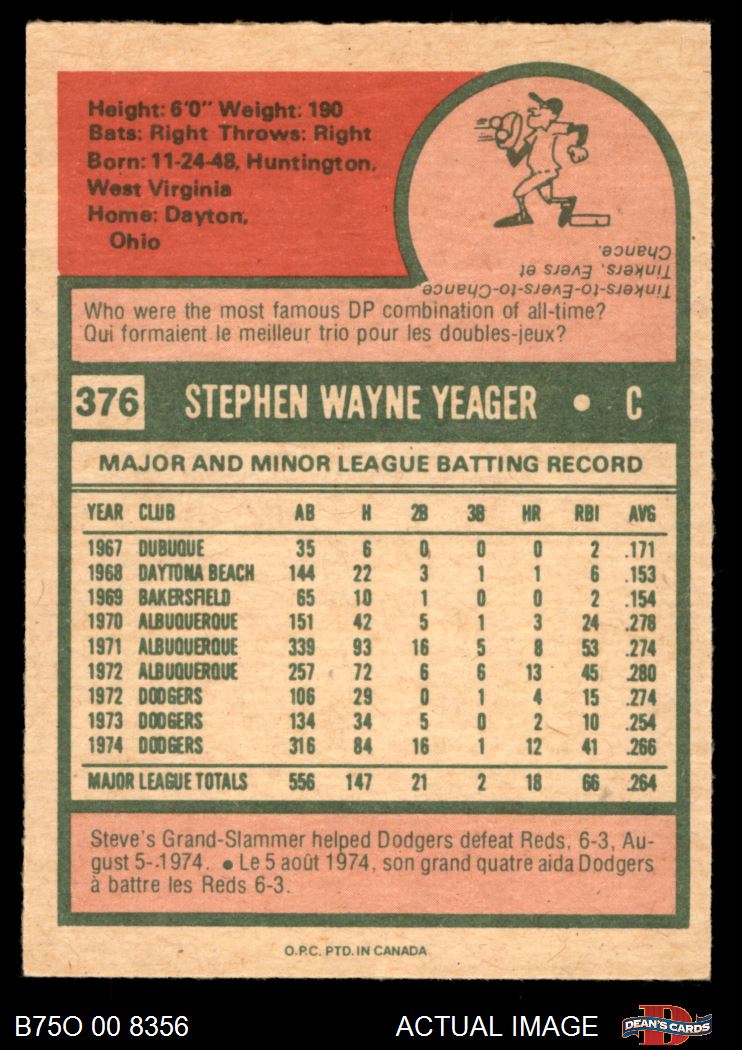 Height: 6'0" Weight: 190
Bats: Right Throws: Right
Born: 11-24-48, Huntington,
West Virginia
Home: Dayton,
Ohio
Tinkers-to-Evers-to-Chance
Tinkers, Evers et
Chance.
Who were the most famous DP combination of all-time?
Qui formaient le meilleur trio pour les doubles-jeux?
376 STEPHEN WAYNE YEAGER • C
MAJOR AND MINOR LEAGUE BATTING RECORD
YEAR CLUB AB H 2B 3B HR RBI AVG
1967 DUBUQUE 35 6 0 0 0 2 .171
1968 DAYTONA BEACH 144 22 3 1 1 6 .153
1969 BAKERSFIELD 65 10 1 0 0 2 .154
1970 ALBUQUERQUE 151 42 5 1 3 24 .278
1971 ALBUQUERQUE 339 93 16 5 8 53 .274
1972 ALBUQUERQUE 257 72 6 6 13 45 .280
1972 DODGERS 106 29 0 1 4 15 .274
1973 DODGERS 134 34 5 0 2 10 .254
1974 DODGERS 316 84 16 1 12 41 .266
MAJOR LEAGUE TOTALS 556 147 21 2 18 66 .264
Steve's Grand-Slammer helped Dodgers defeat Reds, 6-3, Au-
gust 5-.1974. • Le 5 août 1974, son grand quatre aida Dodgers
à battre les Reds 6-3.
O.P.C. PTD. IN CANADA
B75O 00 8356 ACTUAL IMAGE D DEAN'S CARDS